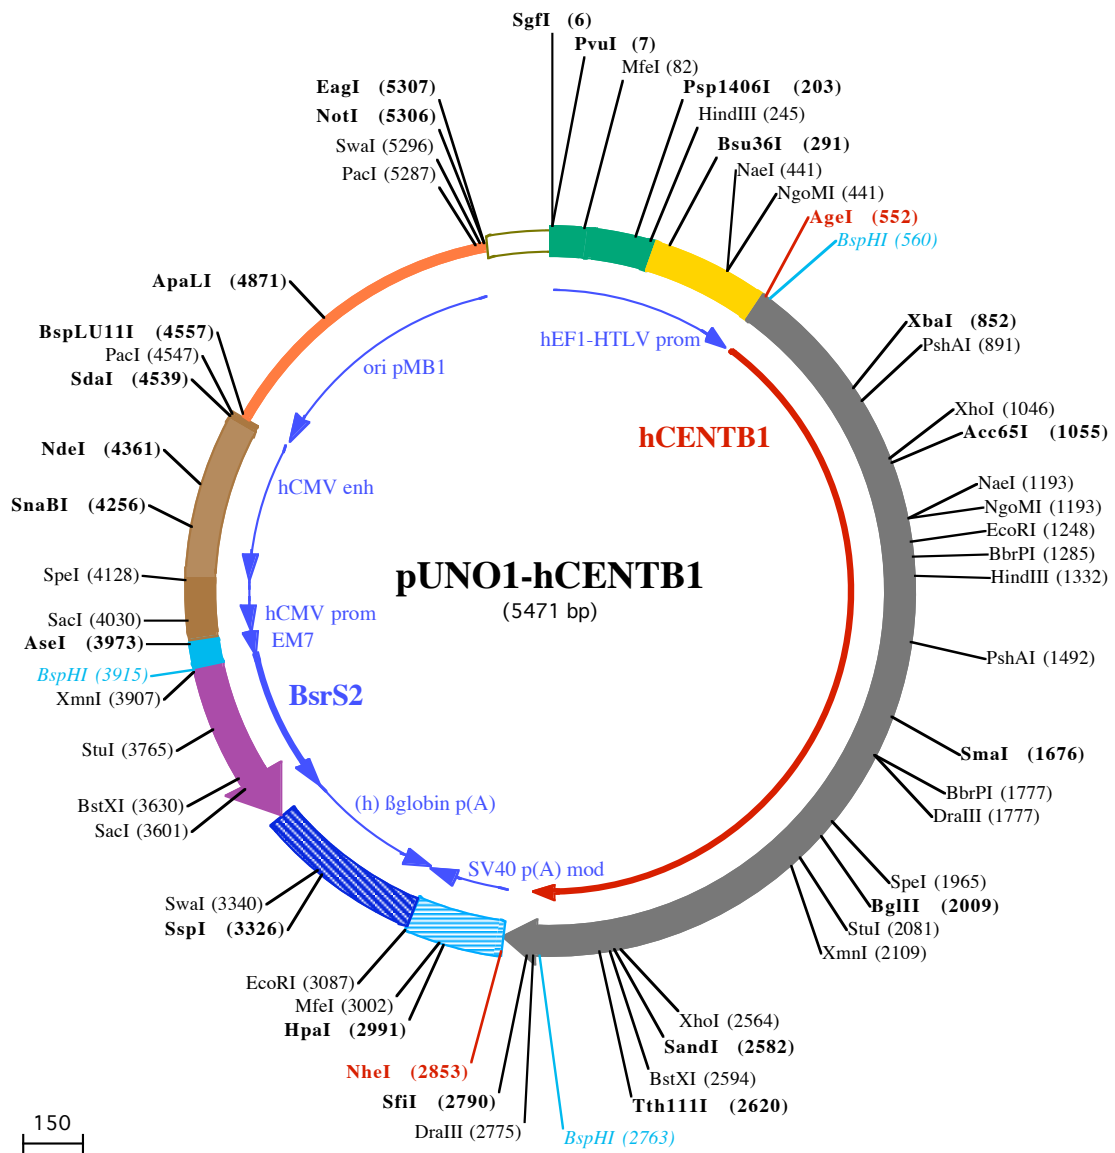 SgfI (6)
PvuI (7)
MfeI (82)
EagI (5307)
Psp1406I (203)
NotI (5306)
HindIII (245)
SwaI (5296)
Bsu36I (291)
PacI (5287)
NaeI (441)
NgoMI (441)
AgeI (552)
BspHI (560)
ApaLI (4871)
BspLU11I (4557)
XbaI (852)
PacI (4547)
hEF1-HTLV prom
PshAI (891)
SdaI (4539)
ori pMB1
XhoI (1046)
hCENTB1
Acc65I (1055)
NdeI (4361)
hCMV enh
NaeI (1193)
SnaBI (4256)
NgoMI (1193)
EcoRI (1248)
BbrPI (1285)
SpeI (4128)
pUNO1-hCENTB1
HindIII (1332)
(5471 bp)
SacI (4030)
hCMV prom
AseI (3973)
EM7
PshAI (1492)
BspHI (3915)
XmnI (3907)
BsrS2
StuI (3765)
SmaI (1676)
BbrPI (1777)
BstXI (3630)
(h) ßglobin p(A)
DraIII (1777)
SacI (3601)
SV40 p(A) mod
SpeI (1965)
SwaI (3340)
BglII (2009)
SspI (3326)
StuI (2081)
XmnI (2109)
EcoRI (3087)
MfeI (3002)
XhoI (2564)
HpaI (2991)
SandI (2582)
NheI (2853)
BstXI (2594)
SfiI (2790)
Tth111I (2620)
150
DraIII (2775)
BspHI (2763)